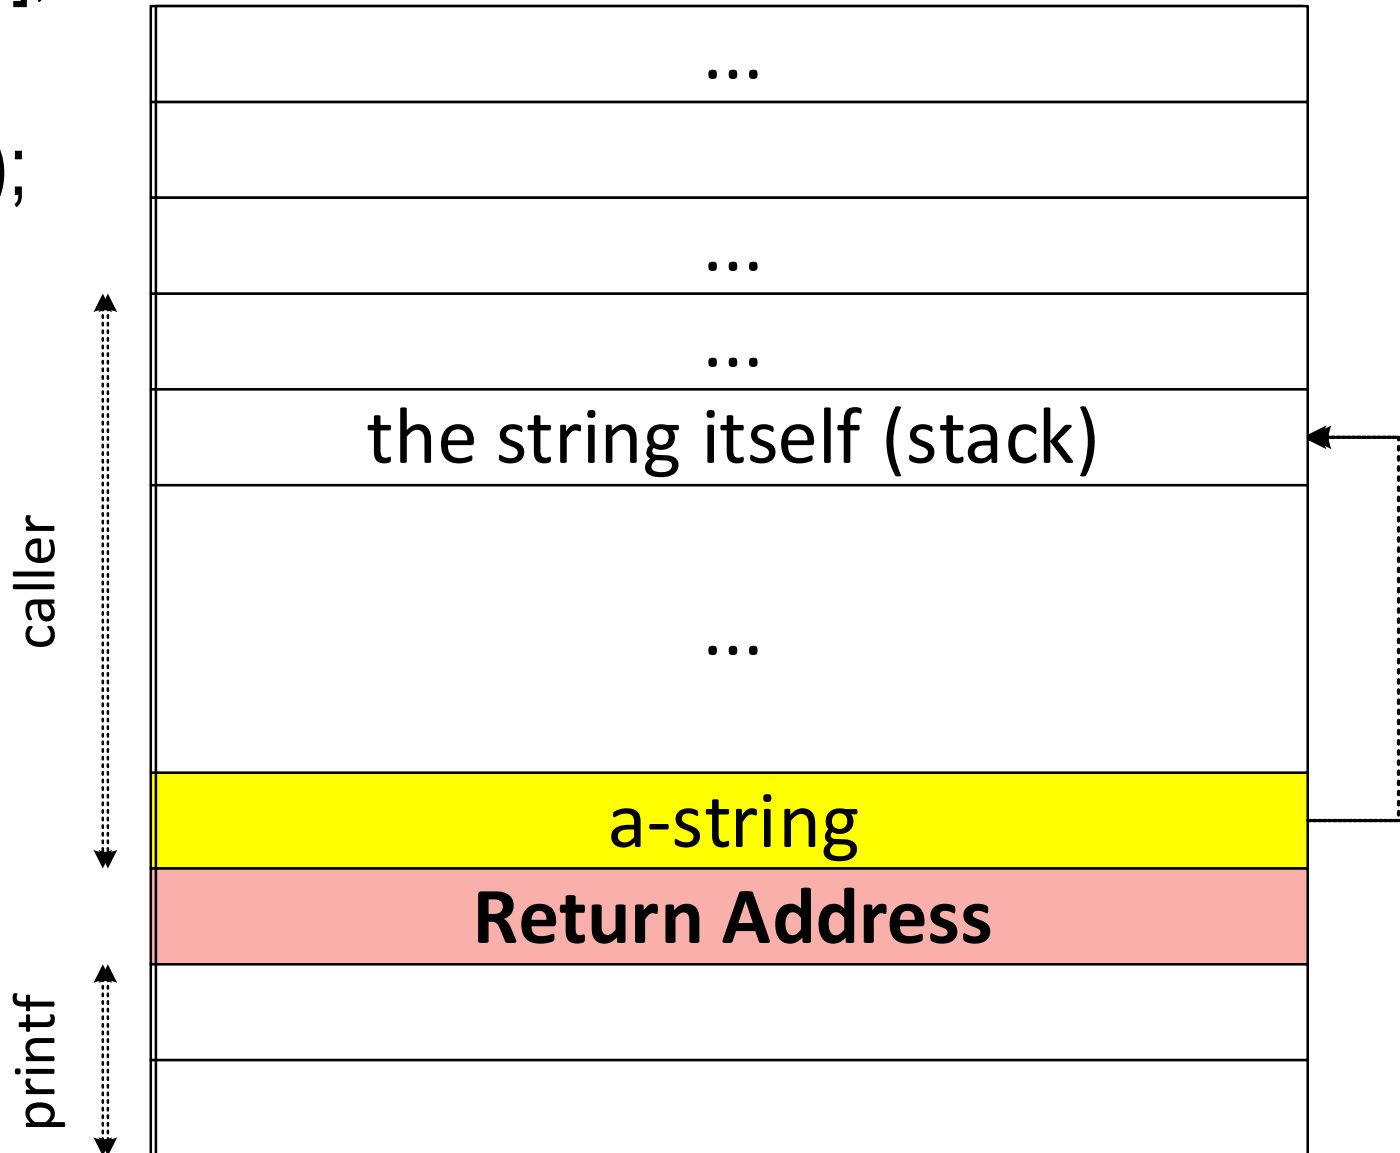 );
...
...
...
the string itself (stack)
caller
...
a-string
Return Address
printf